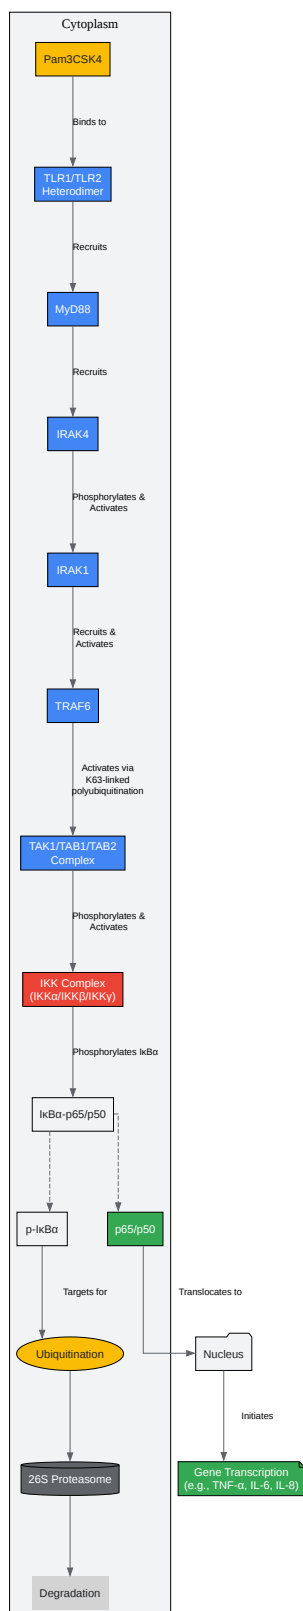 Cytoplasm
Pam3CSK4
Binds to
TLR1/TLR2
Heterodimer
Recruits
MyD88
Recruits
IRAK4
Phosphorylates &
Activates
IRAK1
Recruits &
Activates
TRAF6
Activates via
K63-linked
polyubiquitination
TAK1/TAB1/TAB2
Complex
Phosphorylates &
Activates
IKK Complex
(IKKα/IKKβ/IKKγ)
Phosphorylates IκBα
IκBα-p65/p50
p-IκBα
p65/p50
Targets for
Translocates to
Ubiquitination
Nucleus
Initiates
26S Proteasome
Gene Transcription
(e.g., TNF-α, IL-6, IL-8)
Degradation